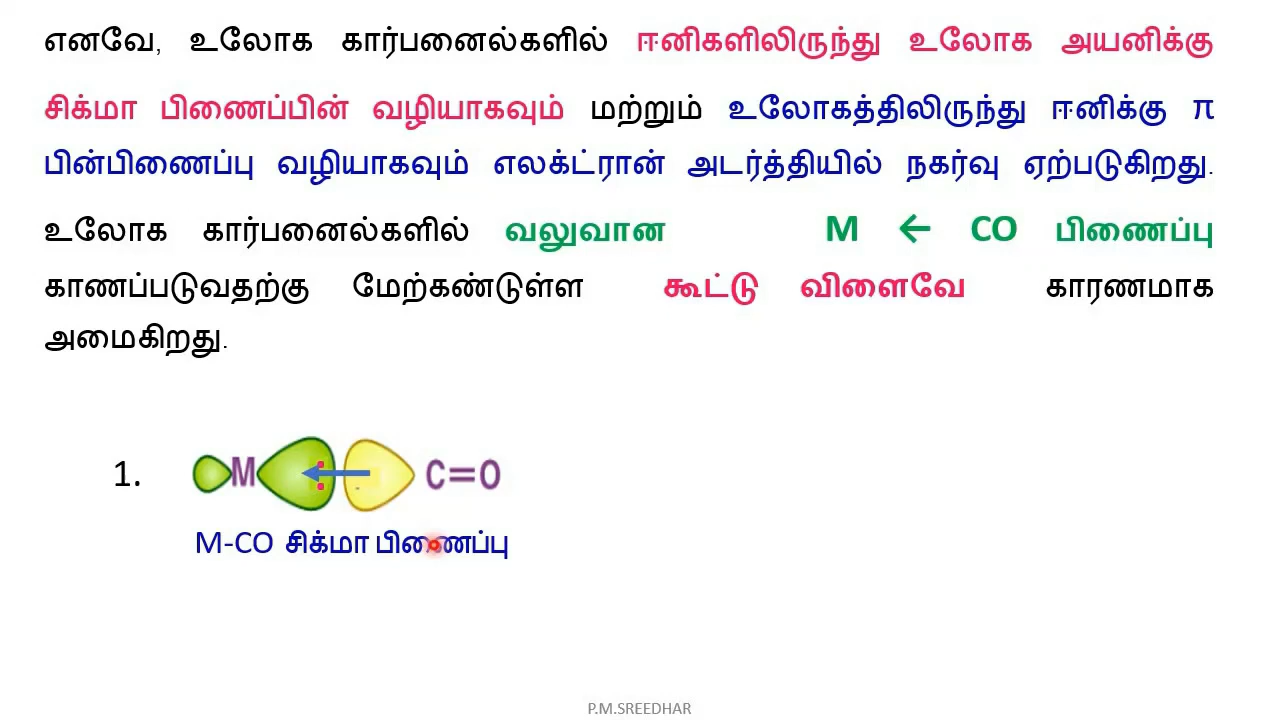 எனவே, உலோக கார்பனைல்களில் ஈனிகளிலிருந்து உலோக அயனிக்கு
சிக்மா பிணைப்பின் வழியாகவும் மற்றும் உலோகத்திலிருந்து ஈனிக்கு π
பின்பிணைப்பு வழியாகவும் எலக்ட்ரான் அடர்த்தியில் நகர்வு ஏற்படுகிறது.
உலோக கார்பனைல்களில் வலுவான M ← CO பிணைப்பு
காணப்படுவதற்கு மேற்கண்டுள்ள கூட்டு விளைவே காரணமாக
அமைகிறது.
1. M C=O
M-CO சிக்மா பிணைப்பு
P.M.SREEDHAR